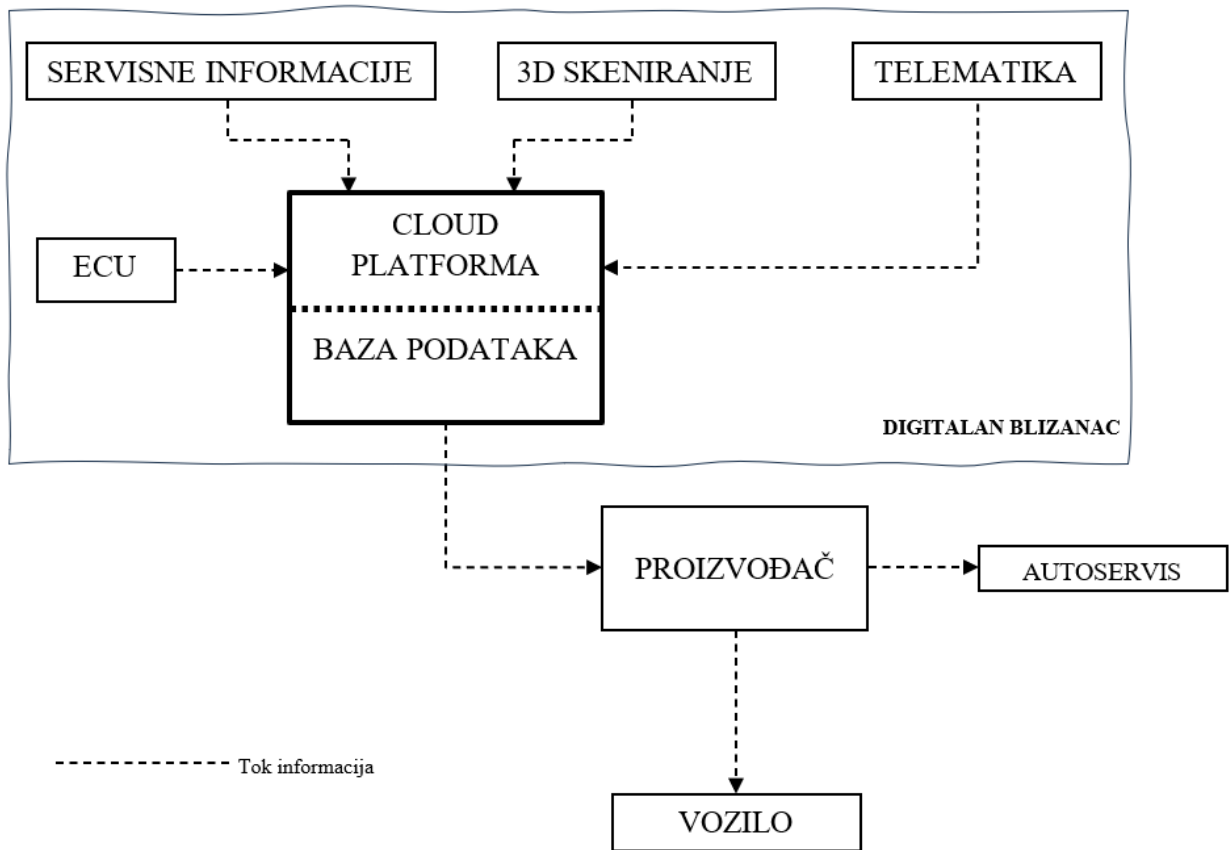 SERVISNE INFORMACIJE
3D SKENIRANJE
TELEMATIKA
ECU
CLOUD
PLATFORMA
BAZA PODATAKA
DIGITALAN BLIZANAC
PROIZVOĐAČ
AUTOSERVIS
Tok informacija
VOZILO